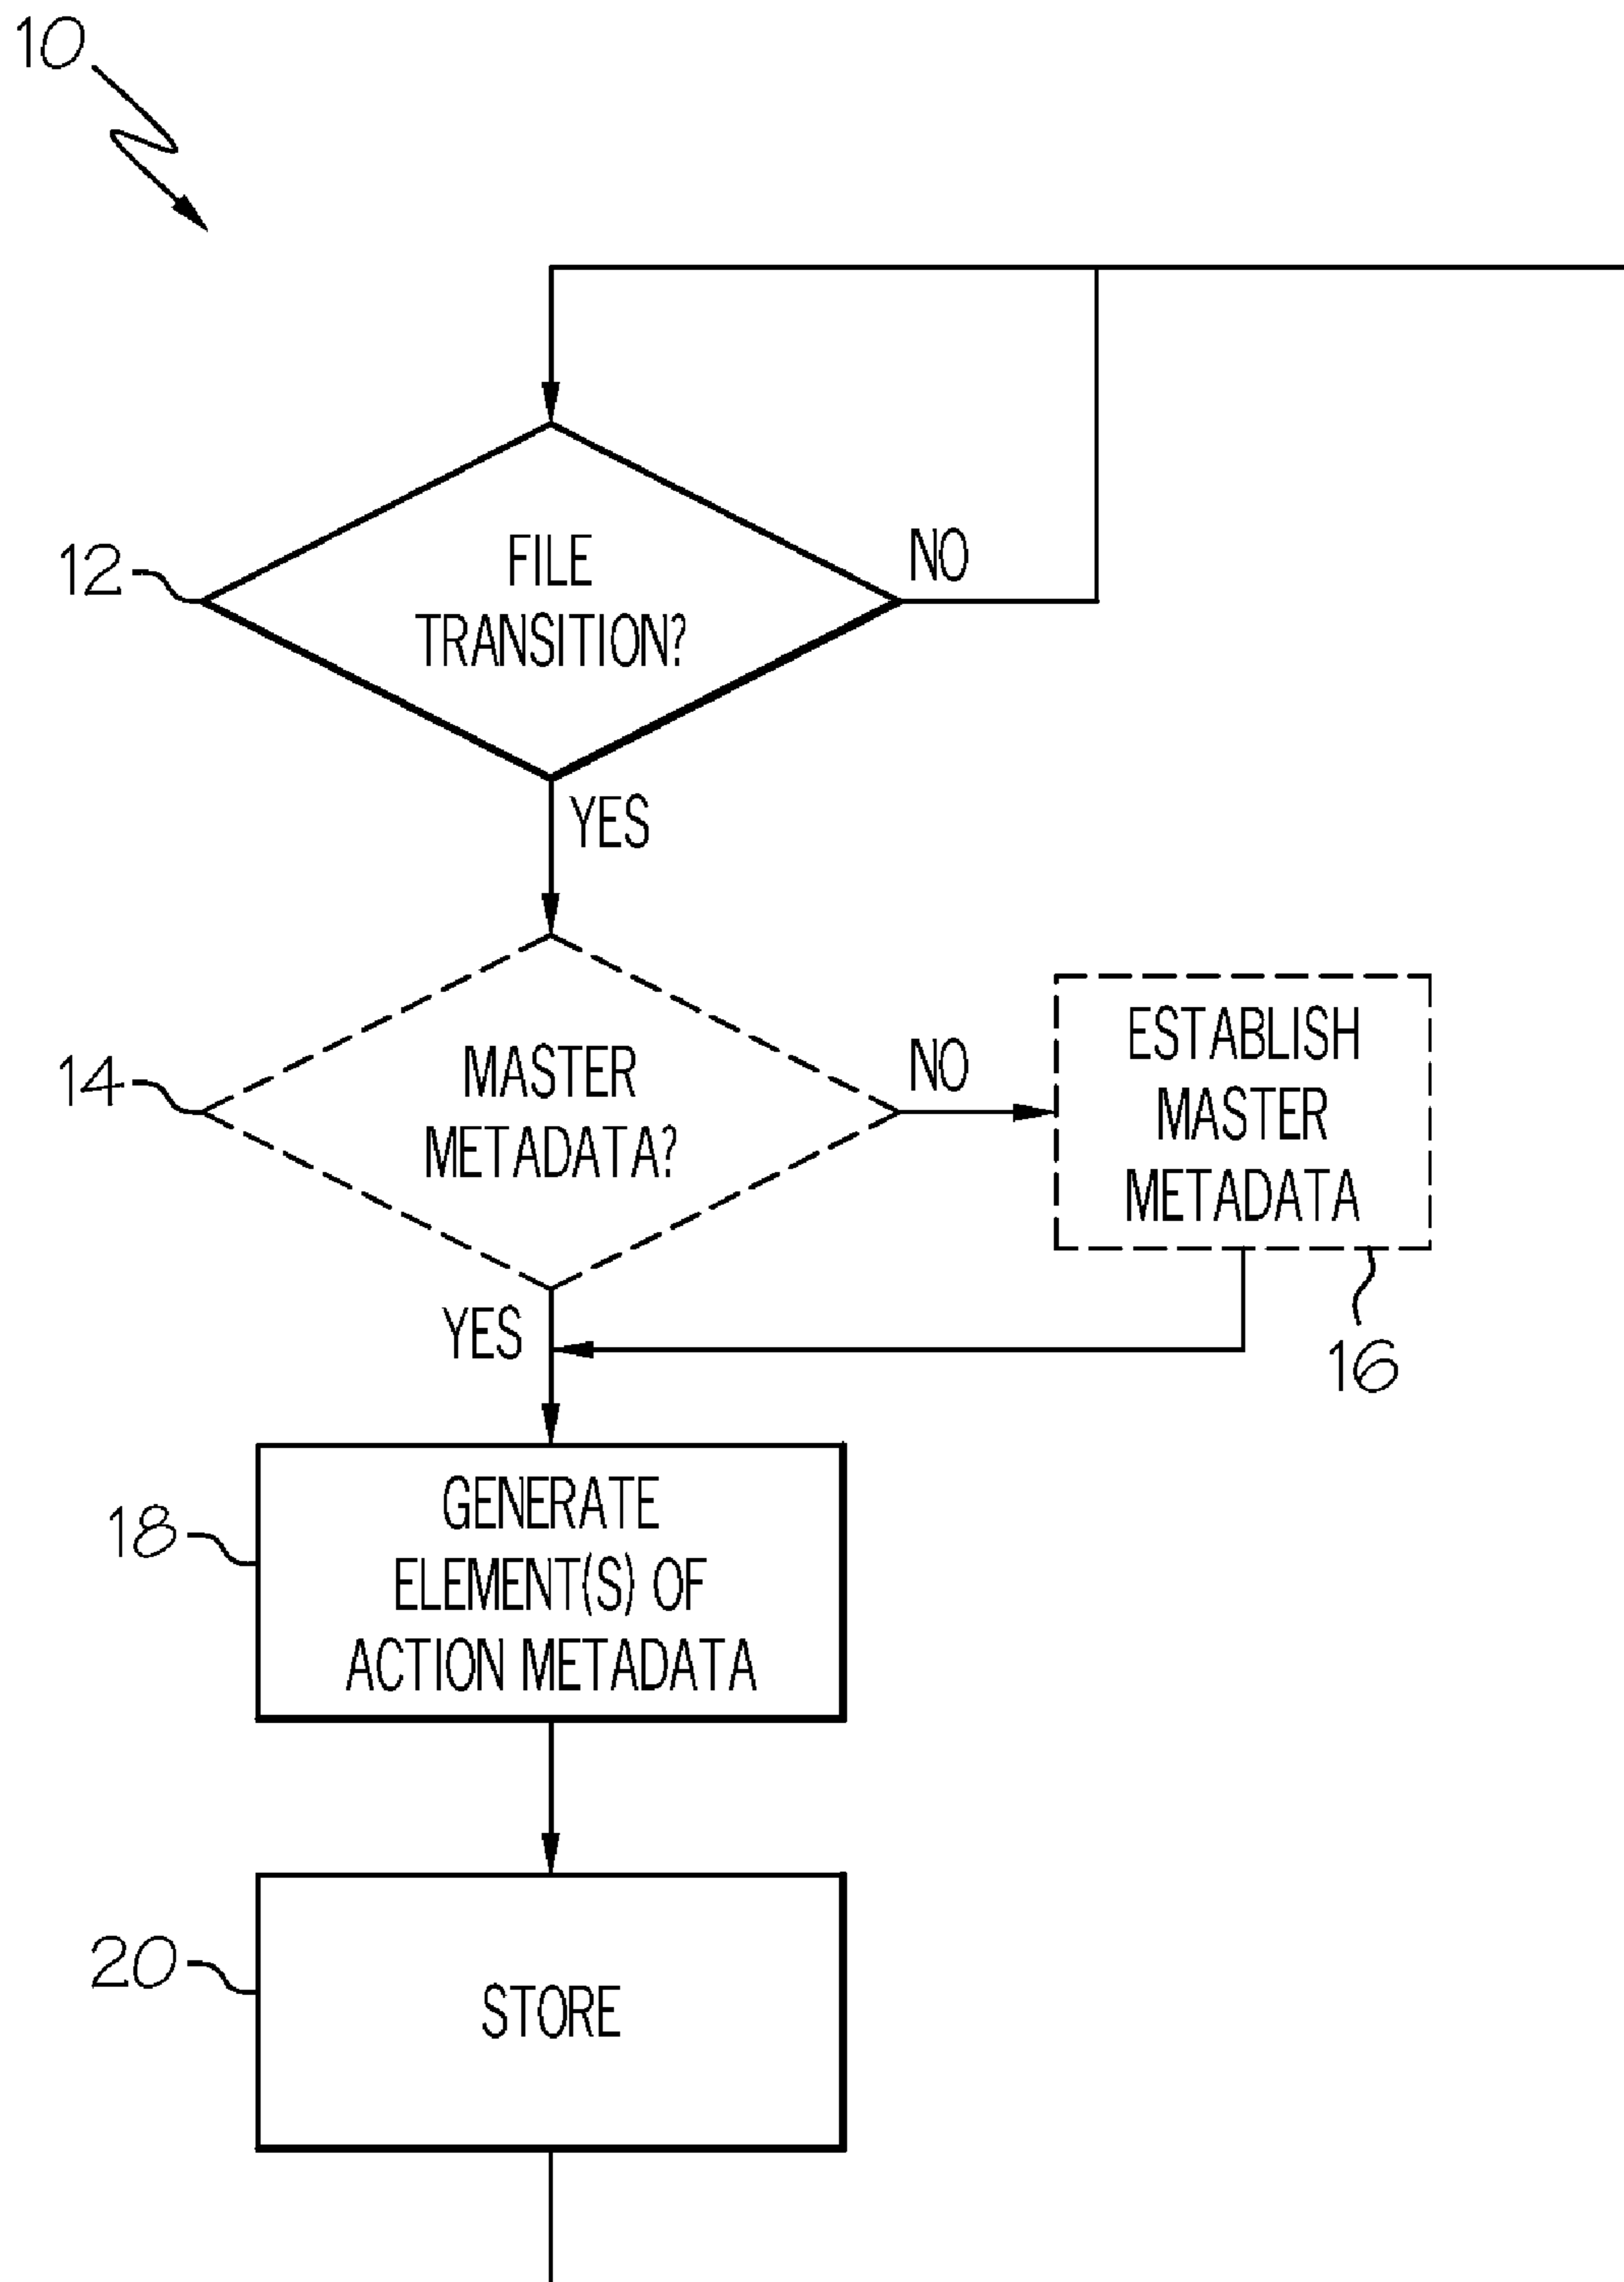 10
12
FILE
TRANSITION?
NO
YES
14
MASTER
METADATA?
NO
ESTABLISH
MASTER
METADATA
YES
16
18
GENERATE
ELEMENT(S) OF
ACTION METADATA
20
STORE